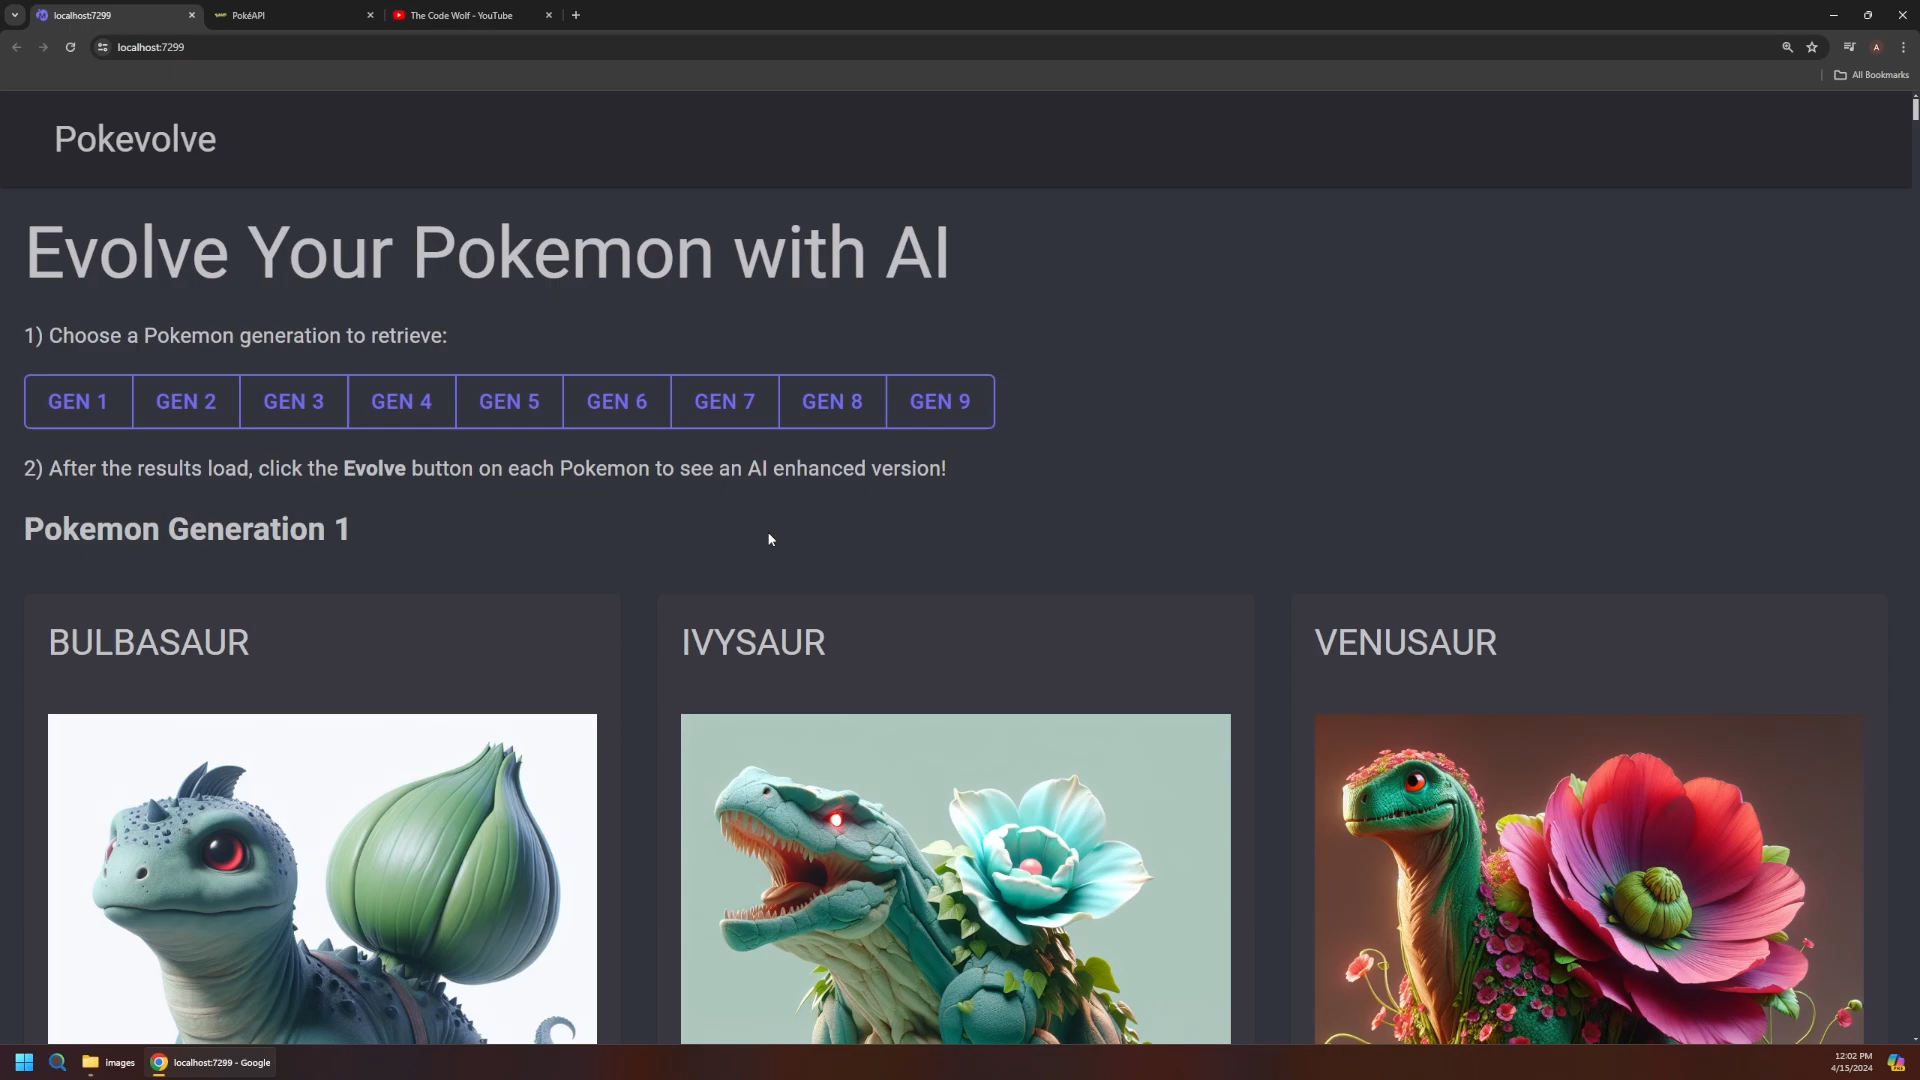 localhost:7299
PokéAPI
The Code Wolf - YouTube
localhost:7299
A
All Bookmarks
Pokevolve
Evolve Your Pokemon with AI
1) Choose a Pokemon generation to retrieve:
GEN 1 GEN 2 GEN 3 GEN 4 GEN 5 GEN 6 GEN 7 GEN 8 GEN 9
2) After the results load, click the Evolve button on each Pokemon to see an AI enhanced version!
Pokemon Generation 1
BULBASAUR
IVYSAUR
VENUSAUR
images
localhost:7299 - Google
12:02 PM
4/15/2024